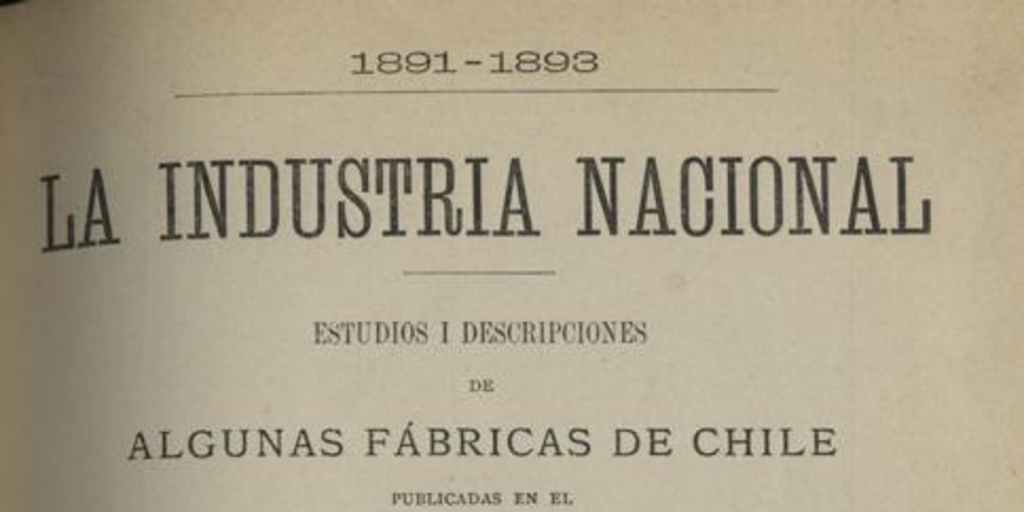 1891-1893
LA INDUSTRIA NACIONAL
ESTUDIOS I DESCRIPCIONES
DE
ALGUNAS FÁBRICAS DE CHILE
PUBLICADAS EN EL